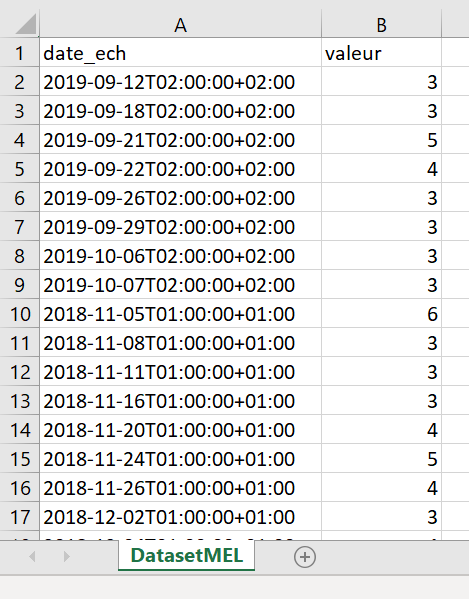 A B
1 date_ech valeur
2 2019-09-12T02:00:00+02:00 3
3 2019-09-18T02:00:00+02:00 3
4 2019-09-21T02:00:00+02:00 5
5 2019-09-22T02:00:00+02:00 4
6 2019-09-26T02:00:00+02:00 3
7 2019-09-29T02:00:00+02:00 3
8 2019-10-06T02:00:00+02:00 3
9 2019-10-07T02:00:00+02:00 3
10 2018-11-05T01:00:00+01:00 6
11 2018-11-08T01:00:00+01:00 3
12 2018-11-11T01:00:00+01:00 3
13 2018-11-16T01:00:00+01:00 3
14 2018-11-20T01:00:00+01:00 4
15 2018-11-24T01:00:00+01:00 5
16 2018-11-26T01:00:00+01:00 4
17 2018-12-02T01:00:00+01:00 3
DatasetMEL